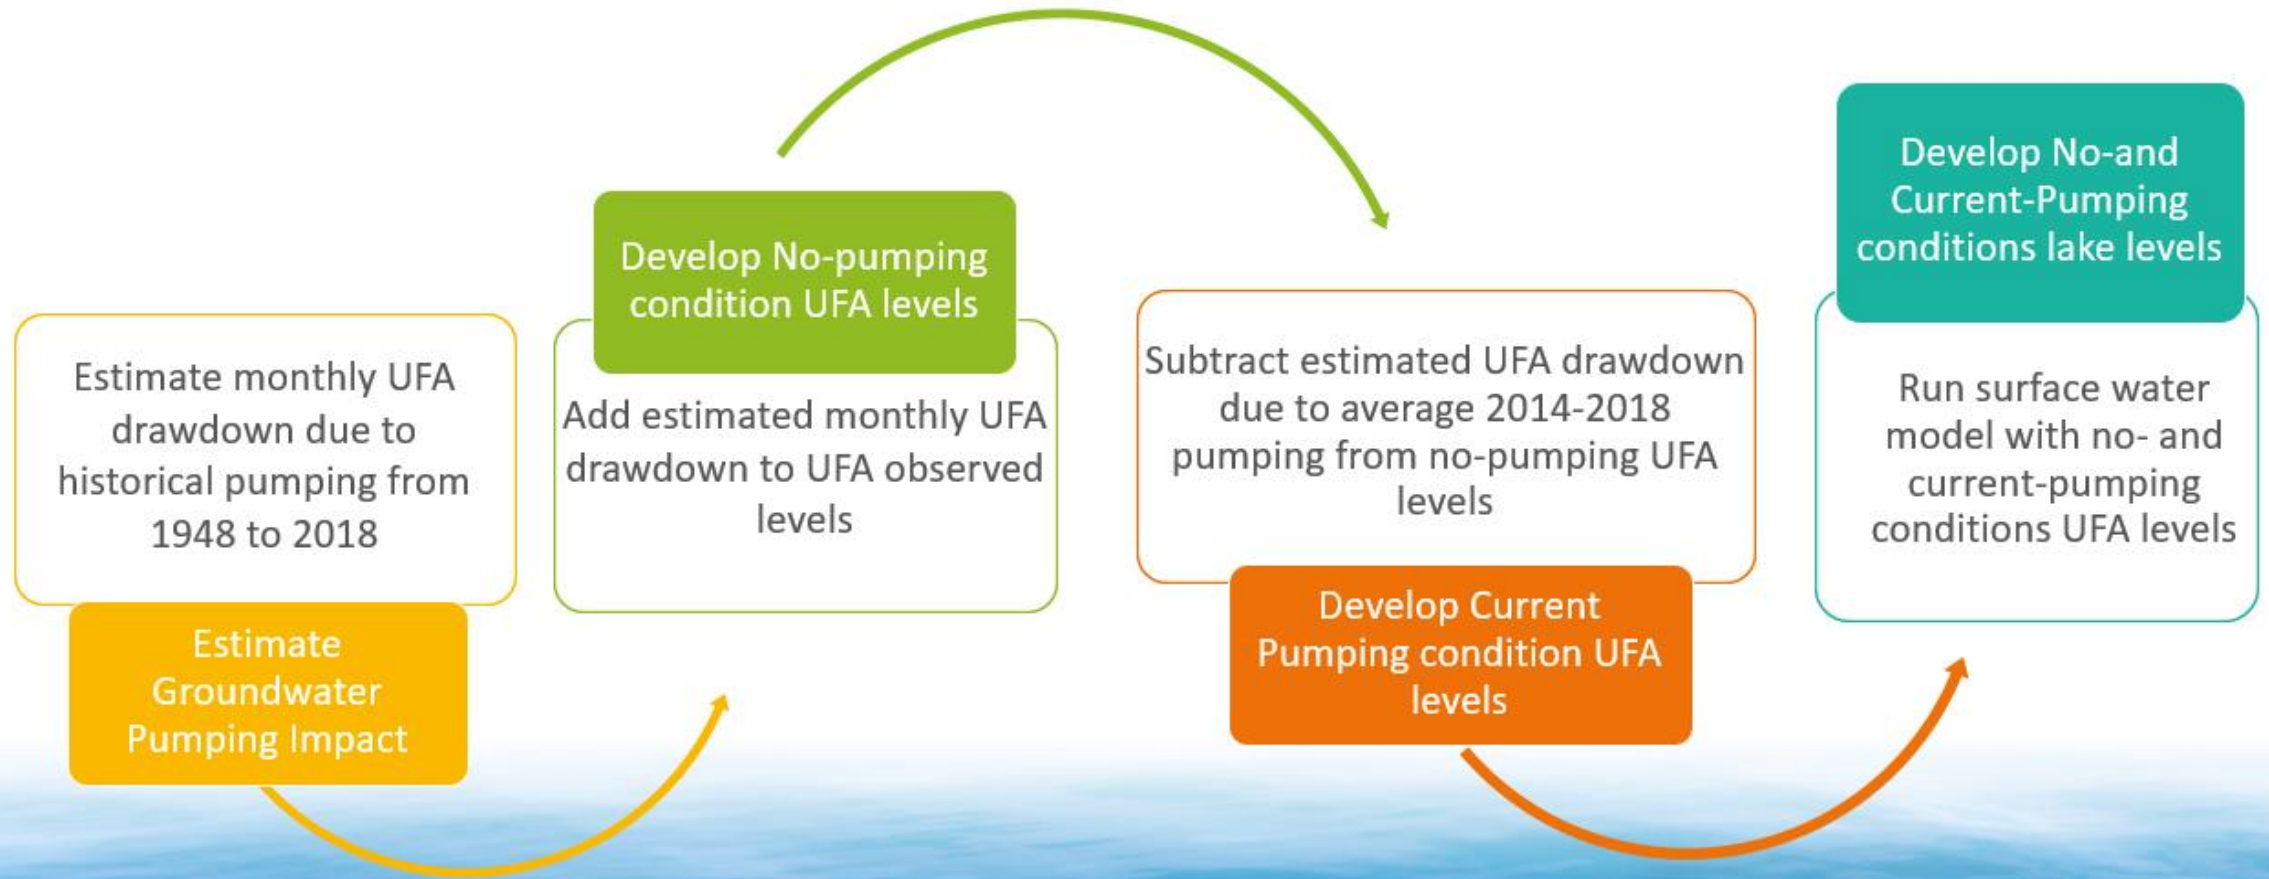 Estimate monthly UFA
drawdown due to
historical pumping from
1948 to 2018
Estimate
Groundwater
Pumping Impact
Develop No-pumping
condition UFA levels
Add estimated monthly UFA
drawdown to UFA observed
levels
Subtract estimated UFA drawdown
due to average 2014-2018
pumping from no-pumping UFA
levels
Develop Current
Pumping condition UFA
levels
Develop No-and
Current-Pumping
conditions lake levels
Run surface water
model with no- and
current-pumping
conditions UFA levels